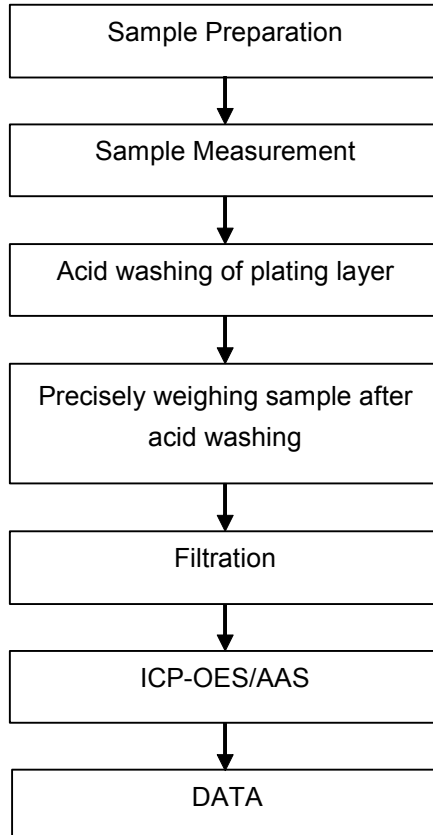 Sample Preparation
Sample Measurement
Acid washing of plating layer
Precisely weighing sample after
acid washing
Filtration
ICP-OES/AAS
DATA